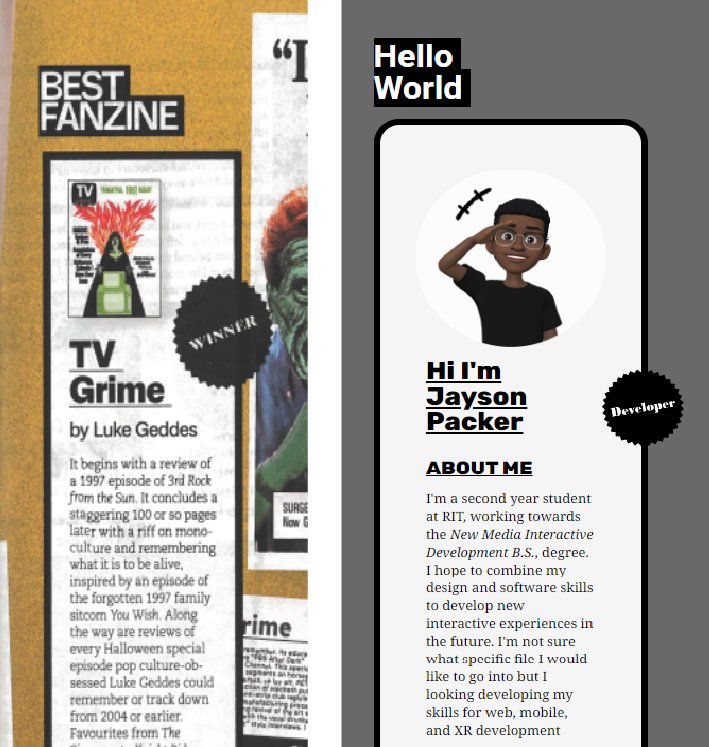 BEST
FANZINE
“I
TV
WINNER
TV
Grime
by Luke Geddes
It begins with a review of
a 1997 episode of 3rd Rock
from the Sun. It concludes a
staggering 100 or so pages
later with a riff on mono-
culture and remembering
what it is to be alive,
inspired by an episode of
the forgotten 1997 family
sitcom You Wish. Along
the way are reviews of
every Halloween special
episode pop culture-ob-
sessed Luke Geddes could
remember or track down
from 2004 or earlier.
Favourites from The
SURGE
Now G
rime
Hello
World
Hi I'm
Jayson
Packer
Developer
ABOUT ME
I'm a second year student
at RIT, working towards
the New Media Interactive
Development B.S., degree.
I hope to combine my
design and software skills
to develop new
interactive experiences in
the future. I'm not sure
what specific file I would
like to go into but I
looking developing my
skills for web, mobile,
and XR development